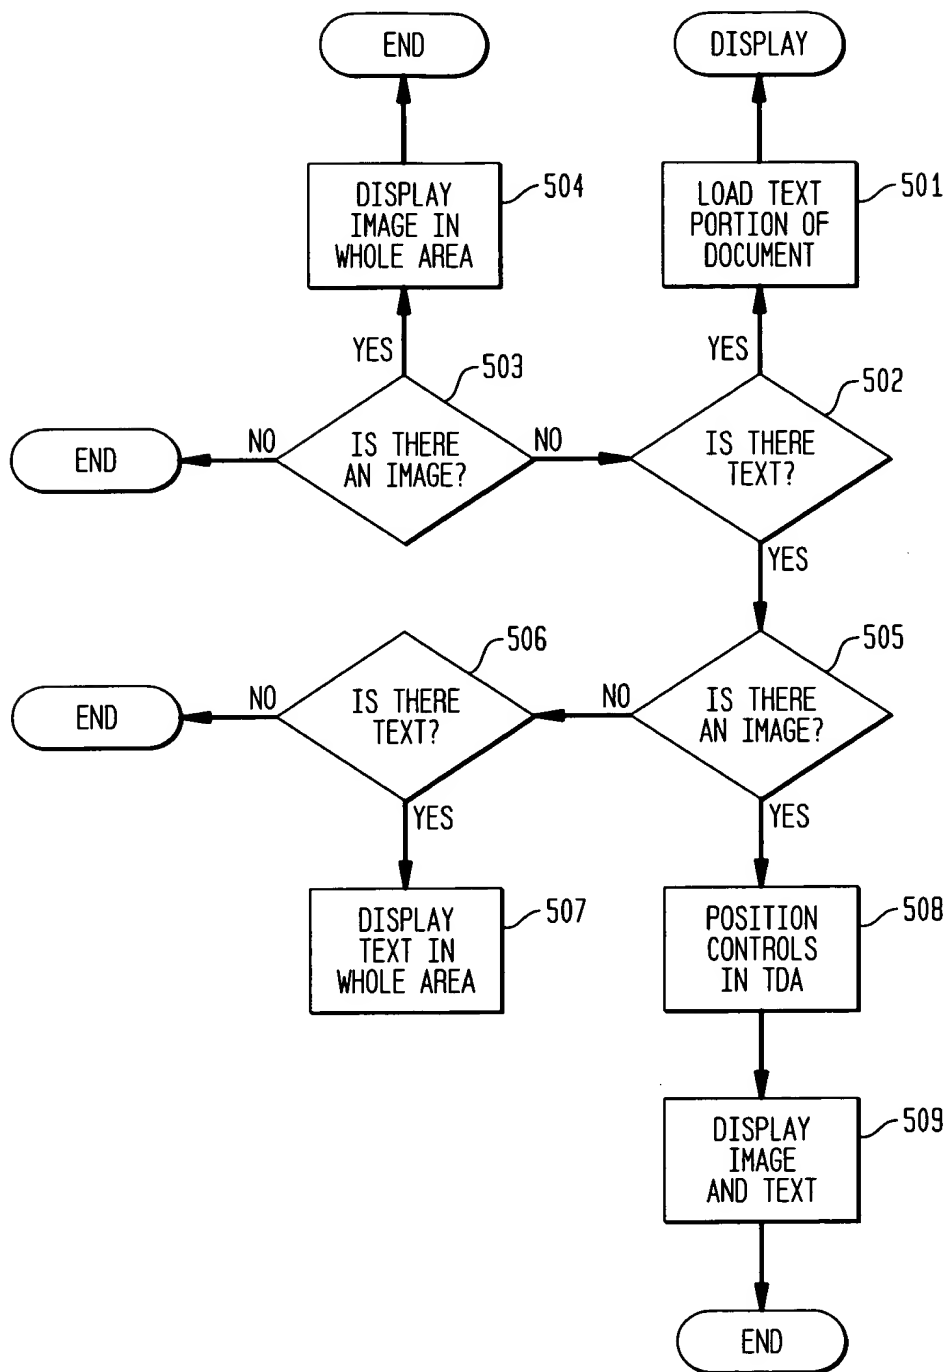 END
DISPLAY
DISPLAY
IMAGE IN
WHOLE AREA
504
LOAD TEXT
PORTION OF
DOCUMENT
501
YES
503
YES
502
END
NO
IS THERE
AN IMAGE?
NO
IS THERE
TEXT?
YES
506
505
END
NO
IS THERE
TEXT?
NO
IS THERE
AN IMAGE?
YES
YES
DISPLAY
TEXT IN
WHOLE AREA
507
POSITION
CONTROLS
IN TDA
508
DISPLAY
IMAGE
AND TEXT
509
END